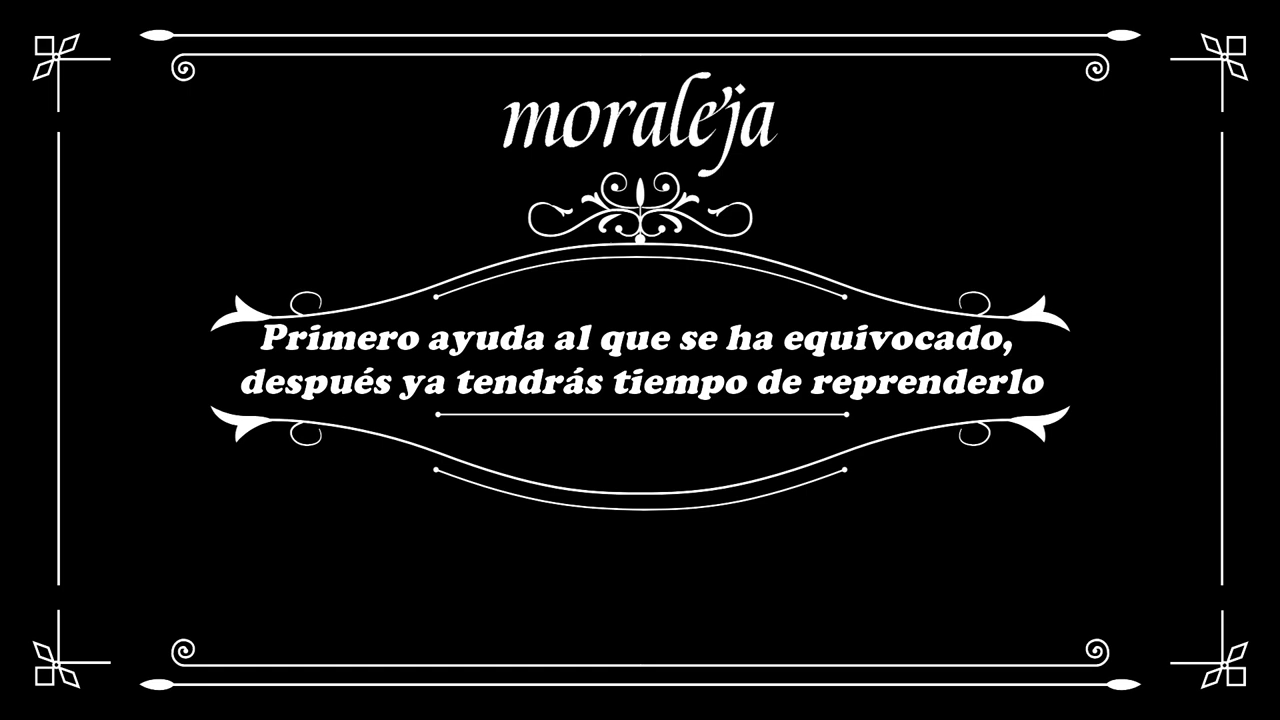 moraleja
Primero ayuda al que se ha equivocado,
después ya tendrás tiempo de reprenderlo